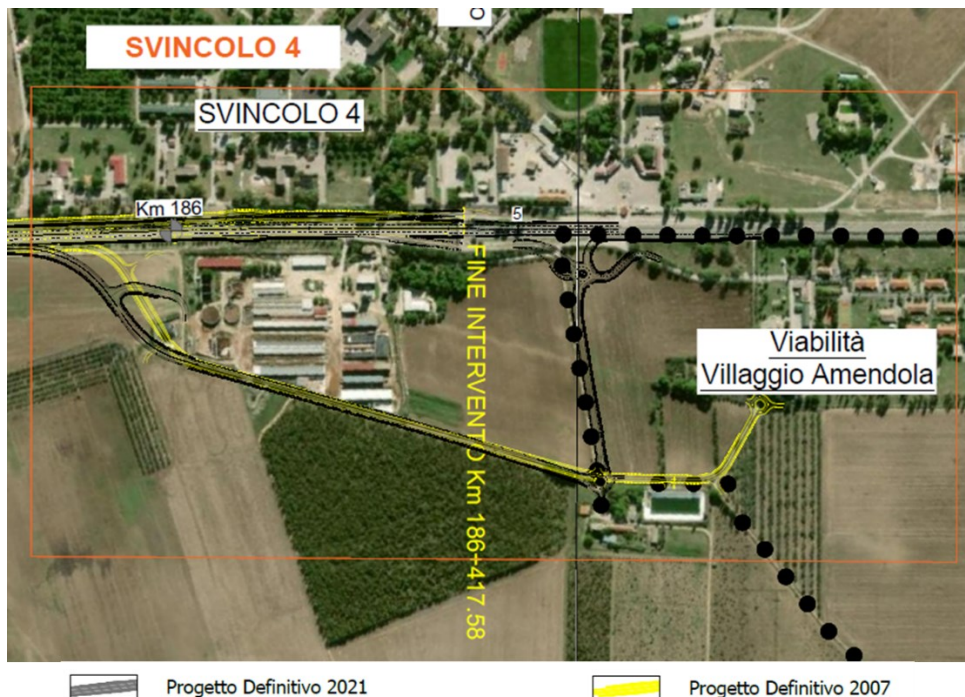 SVINCOLO 4
SVINCOLO 4
Km 186
5
FINE INTERVENTO Km 186+417.58
Viabilità
Villaggio Amendola
Progetto Definitivo 2021
Progetto Definitivo 2007